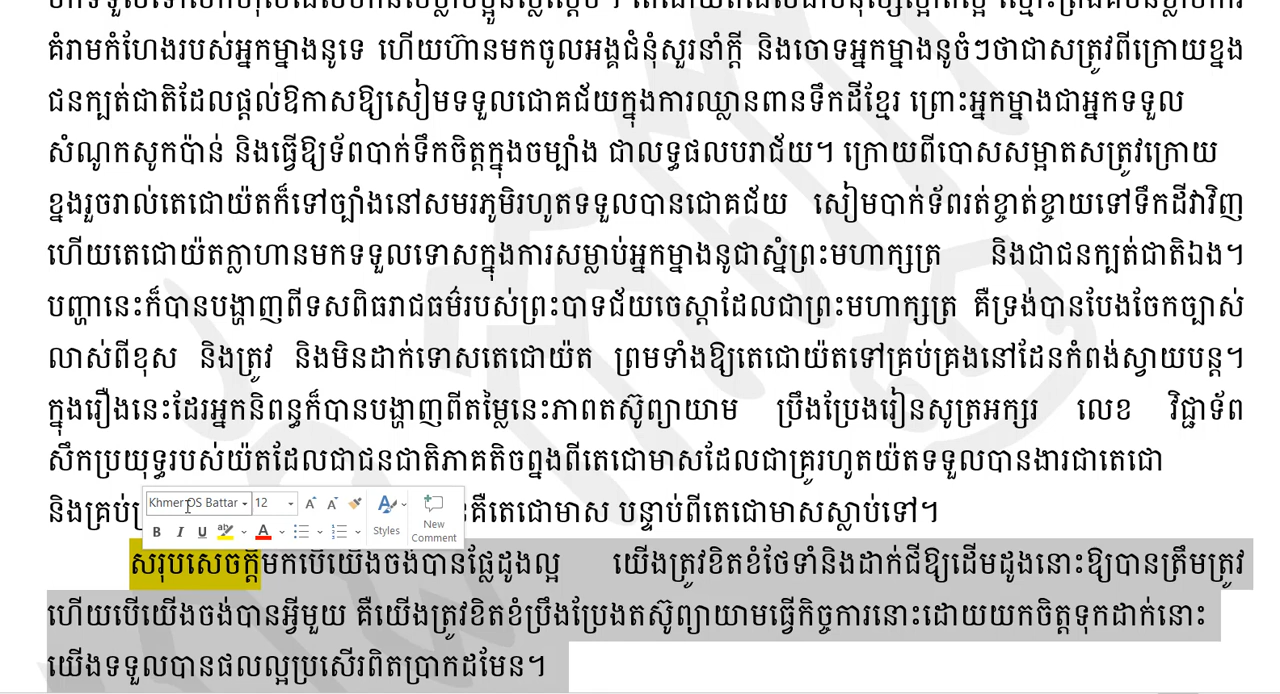 គំរាមកំហែងរបស់អ្នកម្នាងនូទេ ហើយហ៊ានមកចូលអង្គជំនុំសួរនាំក្ដី និងចោទអ្នកម្នាងនូចំៗថាជាសត្រូវពីក្រោយខ្នង
ជនក្បត់ជាតិដែលផ្ដល់ឱកាសឱ្យសៀមទទួលជោគជ័យក្នុងការឈ្លានពានទឹកដីខ្មែរ ព្រោះអ្នកម្នាងជាអ្នកទទួល
សំណូកសូកប៉ាន់ និងធ្វើឱ្យទ័ពបាក់ទឹកចិត្តក្នុងចម្បាំង ជាលទ្ធផលបរាជ័យ។ ក្រោយពីបោសសម្អាតសត្រូវក្រោយ
ខ្នងរួចរាល់តេជោយ៉តក៏ទៅច្បាំងនៅសមរភូមិរហូតទទួលបានជោគជ័យ សៀមបាក់ទ័ពរត់ខ្ចាត់ខ្ចាយទៅទឹកដីវាវិញ
ហើយតេជោយ៉តក្លាហានមកទទួលទោសក្នុងការសម្លាប់អ្នកម្នាងនូជាស្នំព្រះមហាក្សត្រ និងជាជនក្បត់ជាតិឯង។
បញ្ហានេះក៏បានបង្ហាញពីទសពិធរាជធម៌របស់ព្រះបាទជ័យចេស្ដាដែលជាព្រះមហាក្សត្រ គឺទ្រង់បានបែងចែកច្បាស់
លាស់ពីខុស និងត្រូវ និងមិនដាក់ទោសតេជោយ៉ត ព្រមទាំងឱ្យតេជោយ៉តទៅគ្រប់គ្រងនៅដែនកំពង់ស្វាយបន្ត។
ក្នុងរឿងនេះដែរអ្នកនិពន្ធក៏បានបង្ហាញពីតម្លៃនេះភាពតស៊ូព្យាយាម ប្រឹងប្រែងរៀនសូត្រអក្សរ លេខ វិជ្ជាទ័ព
សឹកប្រយុទ្ធរបស់យ៉តដែលជាជនជាតិភាគតិចព្នងពីតេជោមាសដែលជាគ្រូរហូតយ៉តទទួលបានងារជាតេជោ
និងគ្រប់ គឺតេជោមាស បន្ទាប់ពីតេជោមាសស្លាប់ទៅ។
Khmer OS Battar 12
B I U Styles New Comment
សរុបសេចក្ដីមកបើយើងចង់បានផ្លែដូងល្អ យើងត្រូវខិតខំថែទាំនិងដាក់ជីឱ្យដើមដូងនោះឱ្យបានត្រឹមត្រូវ
ហើយបើយើងចង់បានអ្វីមួយ គឺយើងត្រូវខិតខំប្រឹងប្រែងតស៊ូព្យាយាមធ្វើកិច្ចការនោះដោយយកចិត្តទុកដាក់នោះ
យើងទទួលបានផលល្អប្រសើរពិតប្រាកដមែន។